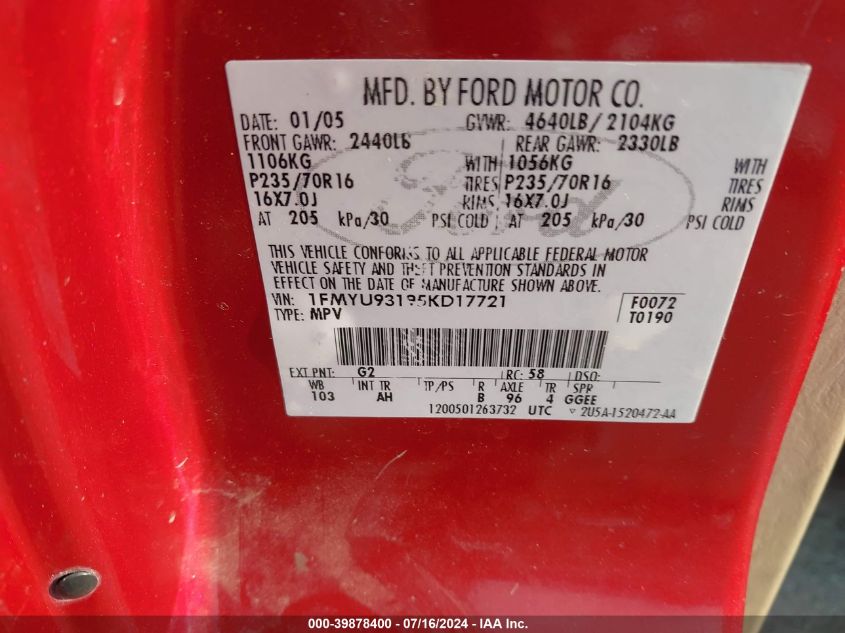 MFD. BY FORD MOTOR CO.
DATE: 01/05 GVWR: 4640LB/2104KG
FRONT GAWR: 2440LB REAR GAWR: 2330LB
1106KG WITH 1056KG WITH
P235/70R16 TIRES P235/70R16 TIRES
16X7.0J RIMS 16X7.0J RIMS
AT 205 kPa/30 PSI COLD AT 205 kPa/30 PSI COLD
Ford
THIS VEHICLE CONFORMS TO ALL APPLICABLE FEDERAL MOTOR
VEHICLE SAFETY AND THEFT PREVENTION STANDARDS IN
EFFECT ON THE DATE OF MANUFACTURE SHOWN ABOVE.
VIN: 1FMYU93195KD17721 F0072
TYPE: MPV T0190
EXT PNT: G2 RC: 58 DSO:
WB INT TR TP/PS R AXLE TR SPR
103 AH B 96 4 GGEE
1200501263732 UTC ▽ 2U5A-1520472-AA
000-39878400 - 07/16/2024 - IAA Inc.